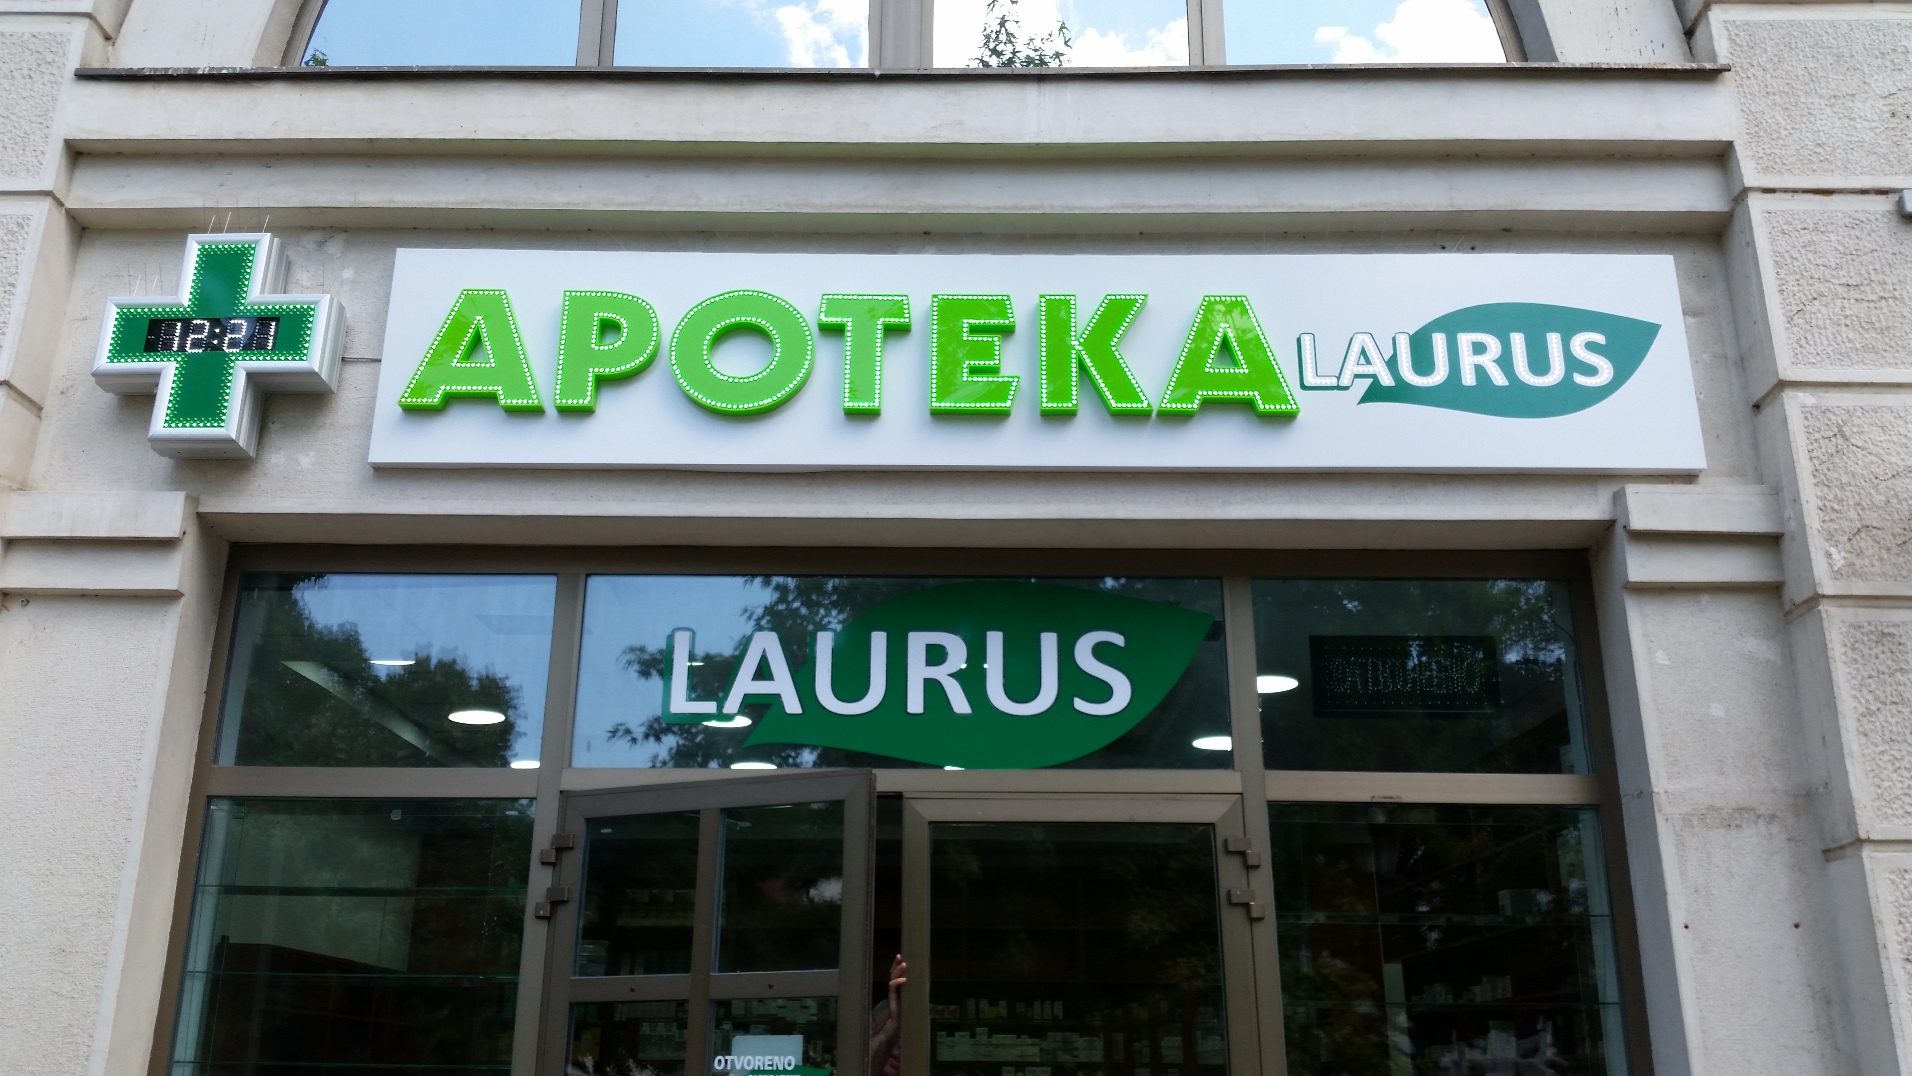 12:21
APOTEKA LAURUS
LAURUS
OTVORENO